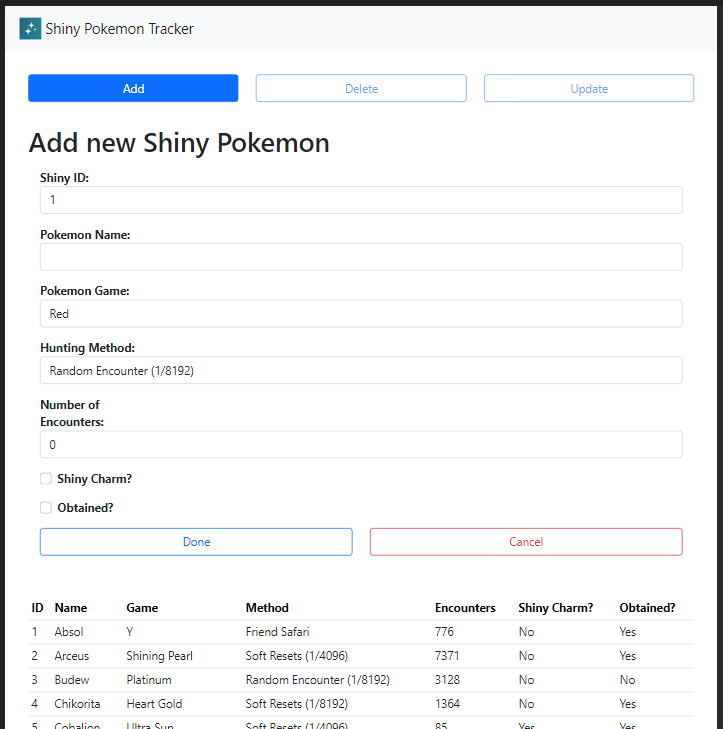 Shiny Pokemon Tracker
Add Delete Update
Add new Shiny Pokemon
Shiny ID:
1
Pokemon Name:
Pokemon Game:
Red
Hunting Method:
Random Encounter (1/8192)
Number of
Encounters:
0
Shiny Charm?
Obtained?
Done Cancel
ID Name Game Method Encounters Shiny Charm? Obtained?
1 Absol Y Friend Safari 776 No Yes
2 Arceus Shining Pearl Soft Resets (1/4096) 7371 No Yes
3 Budew Platinum Random Encounter (1/8192) 3128 No No
4 Chikorita Heart Gold Soft Resets (1/8192) 1364 No Yes
5 Cobalion Ultra Sun Soft Resets (1/4096) 85 Yes Yes